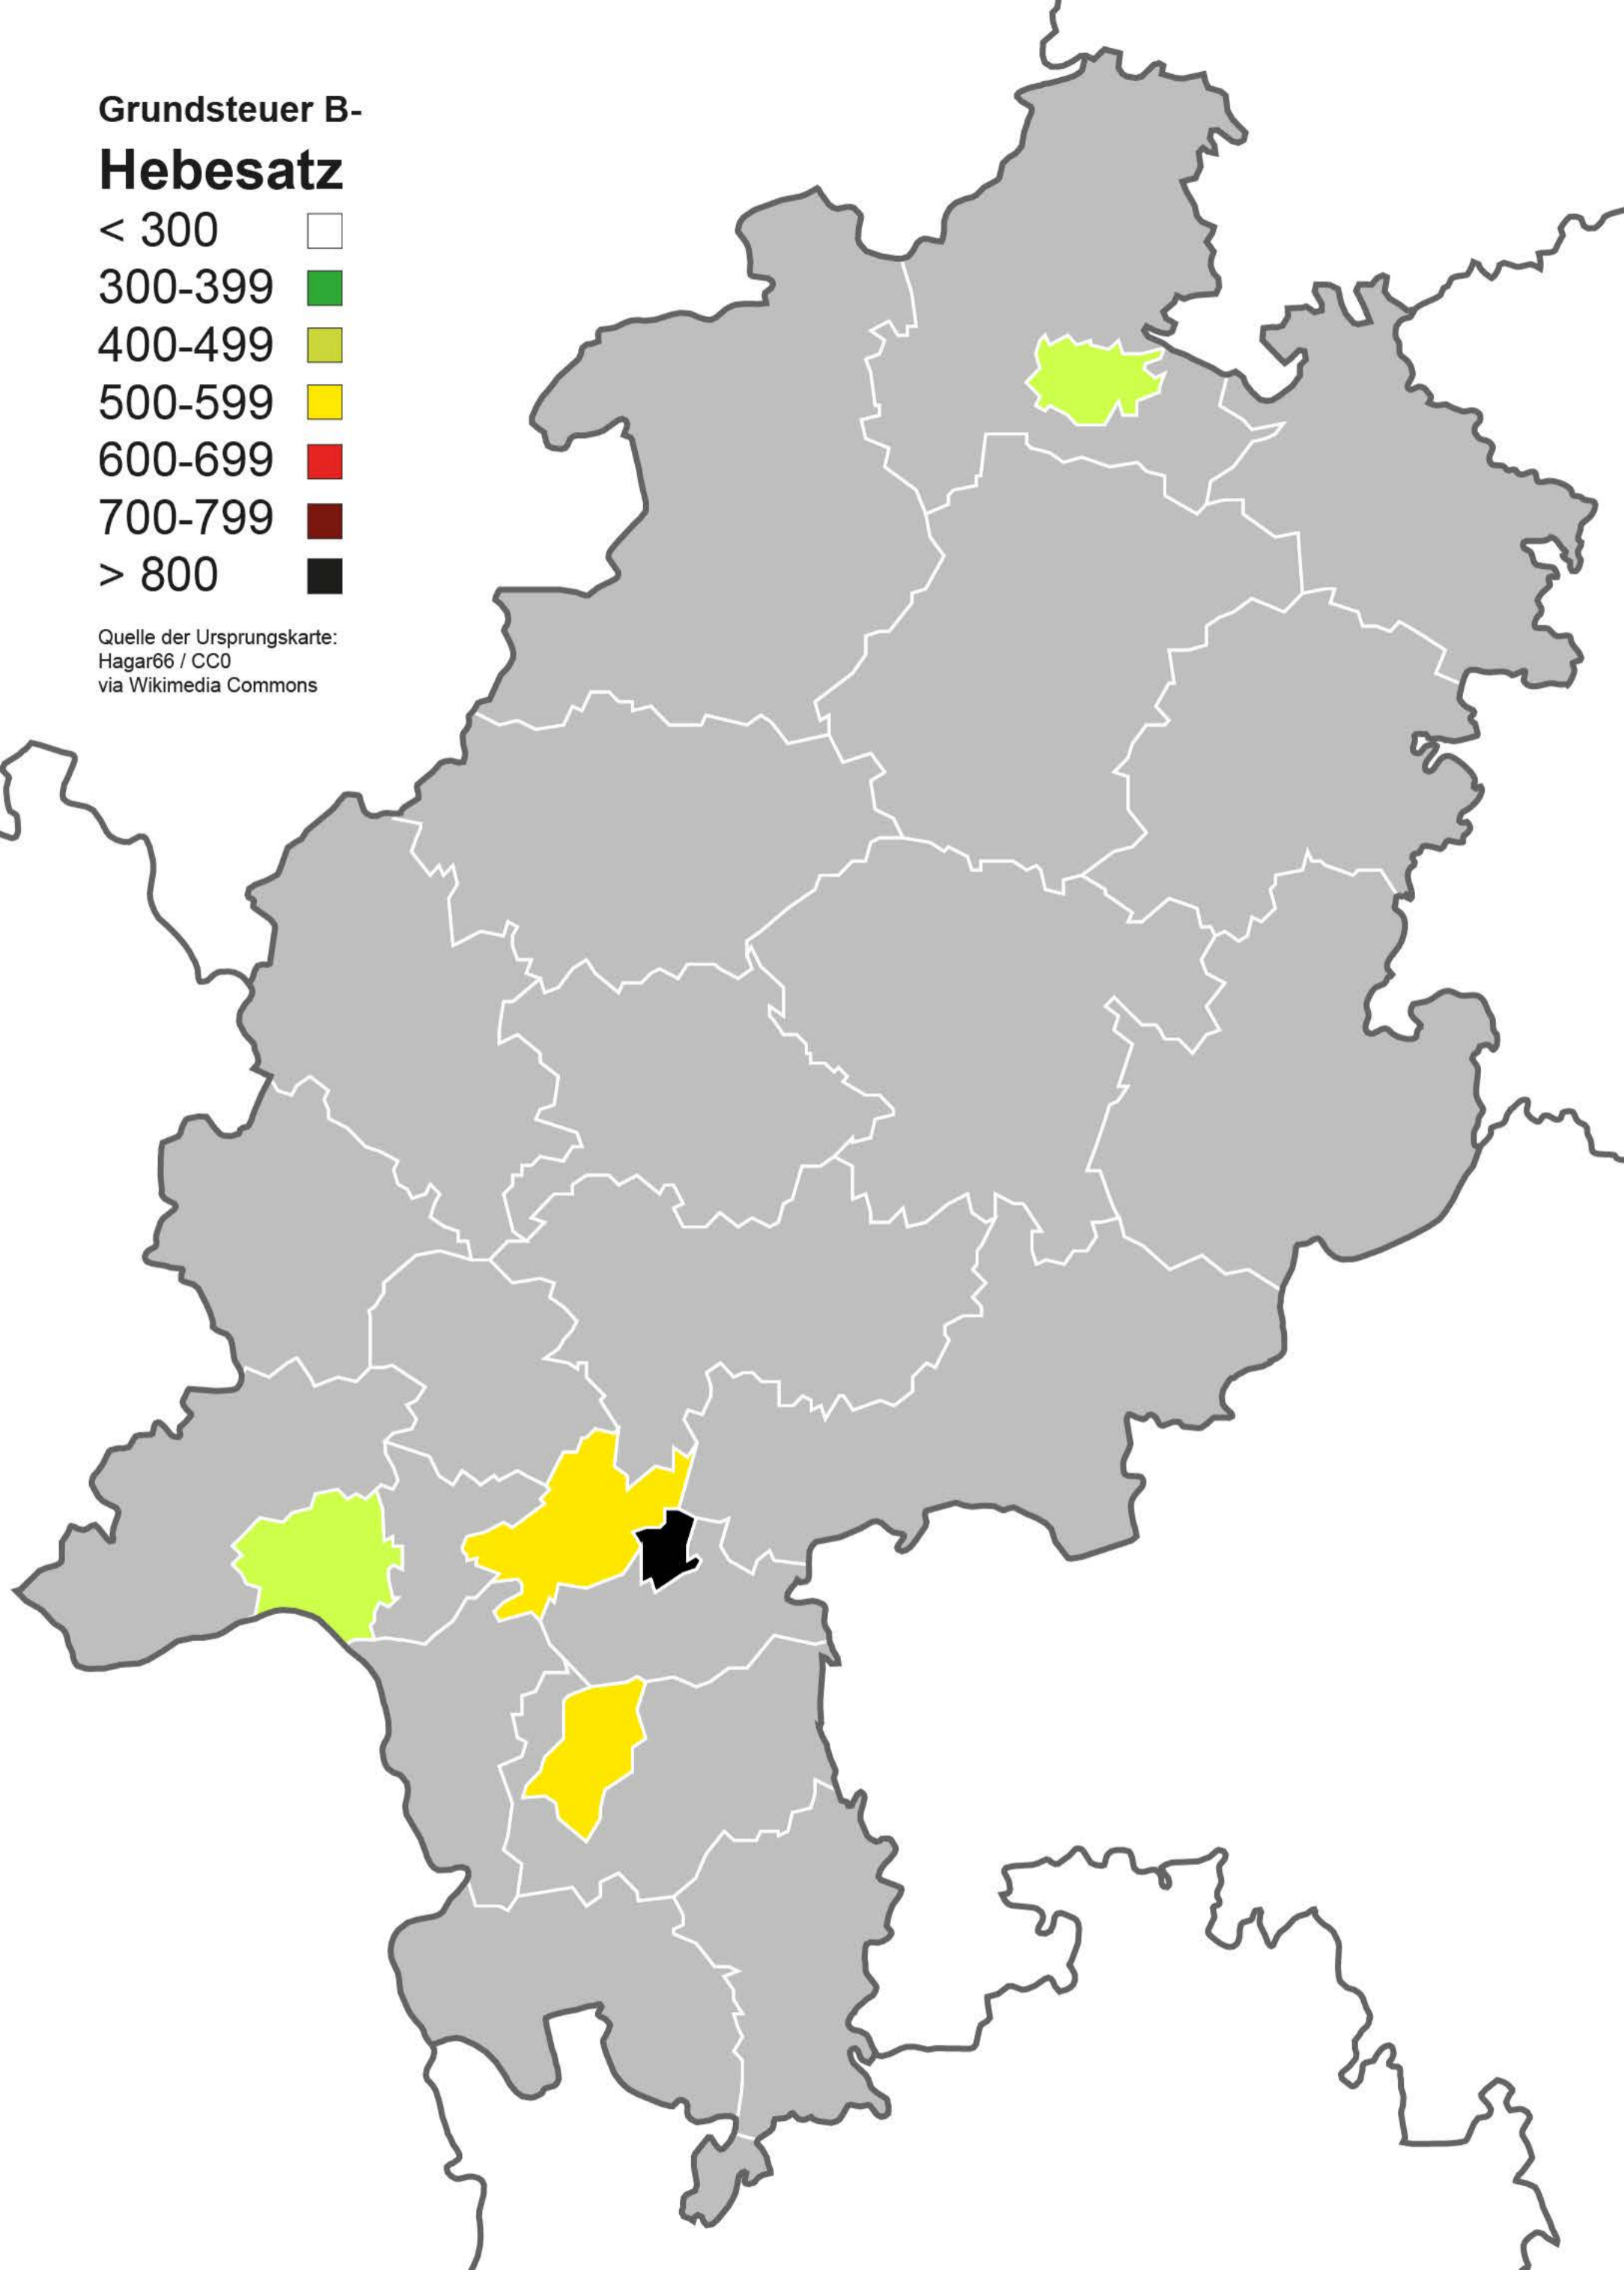 Grundsteuer B-
Hebesatz
< 300
300-399
400-499
500-599
600-699
700-799
> 800
Quelle der Ursprungskarte:
Hagar66 / CC0
via Wikimedia Commons